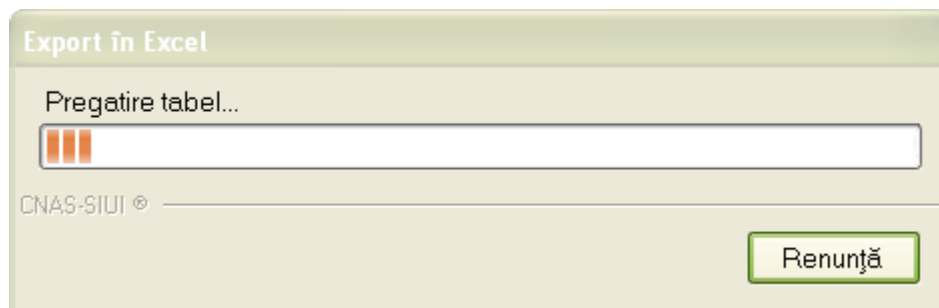 Export în Excel
Pregatire tabel...
CNAS-SIUI ®
Renunţă